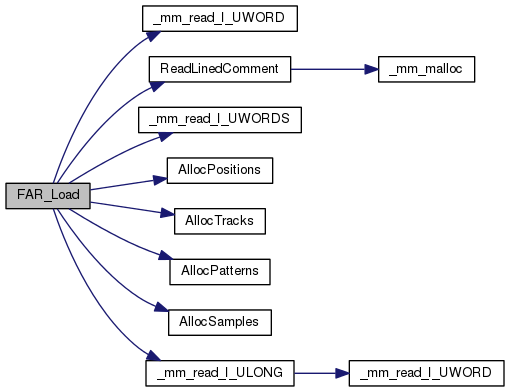 _mm_read_I_UWORD
ReadLinedComment
_mm_malloc
_mm_read_I_UWORDS
AllocPositions
FAR_Load
AllocTracks
AllocPatterns
AllocSamples
_mm_read_I_ULONG
_mm_read_I_UWORD